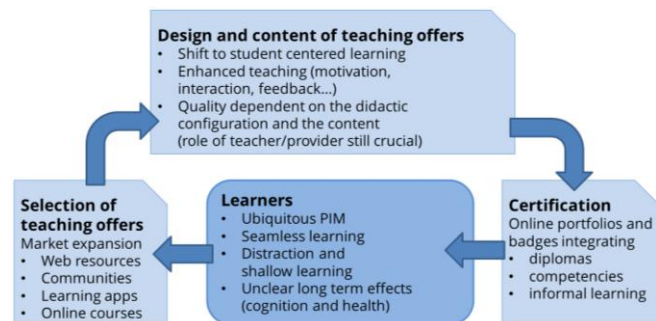 Design and content of teaching offers
• Shift to student centered learning
• Enhanced teaching (motivation,
interaction, feedback...)
• Quality dependent on the didactic
configuration and the content
(role of teacher/provider still crucial)
Selection of
teaching offers
Market expansion
• Web resources
• Communities
• Learning apps
• Online courses
Learners
• Ubiquitous PIM
• Seamless learning
• Distraction and
shallow learning
• Unclear long term effects
(cognition and health)
Certification
Online portfolios and
badges integrating
• diplomas
• competencies
• informal learning